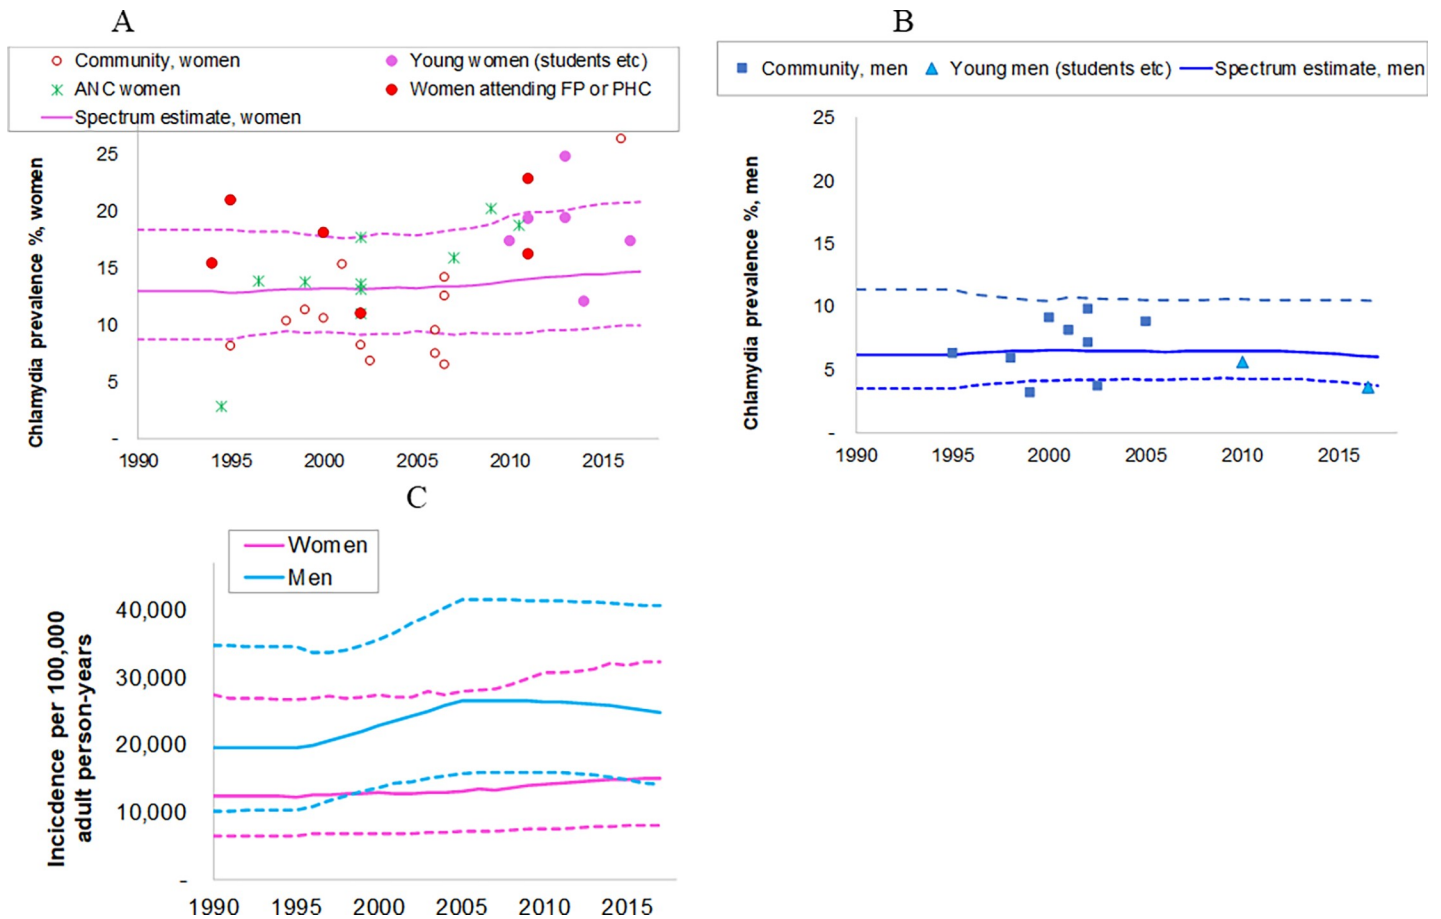 A
Community, women
Young women (students etc)
ANC women
Women attending FP or PHC
Spectrum estimate, women
Chlamydia prevalence %, women
25
20
15
10
5
-
1990 1995 2000 2005 2010 2015
B
Community, men
Young men (students etc)
Spectrum estimate, men
Chlamydia prevalence %, men
25
20
15
10
5
-
1990 1995 2000 2005 2010 2015
C
Women
Men
Incicidence per 100,000
adult person-years
40,000
30,000
20,000
10,000
-
1990 1995 2000 2005 2010 2015